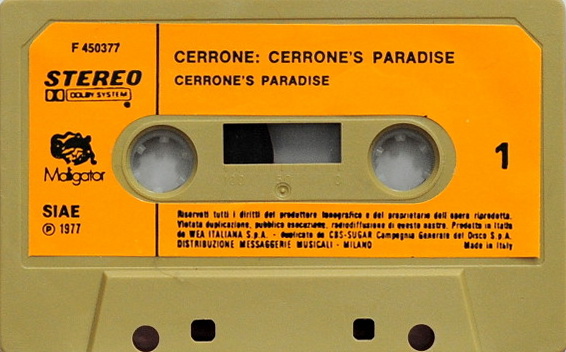 F 450377
CERRONE: CERRONE'S PARADISE
STEREO
CERRONE'S PARADISE
DOLBY SYSTEM
Malligator
1
SIAE
Riservati tutti i diritti del produttore fonografico e del proprietario dell'opera riprodotta.
Ⓟ 1977
Vietata duplicazione, pubblica esecuzione, radiodiffusione di questo nastro. Prodotto in Italia
da WEA ITALIANA S.p.A. - duplicato da CBS-SUGAR Compagnia Generale del Disco S.p.A.
DISTRIBUZIONE MESSAGGERIE MUSICALI - MILANO
Made in Italy